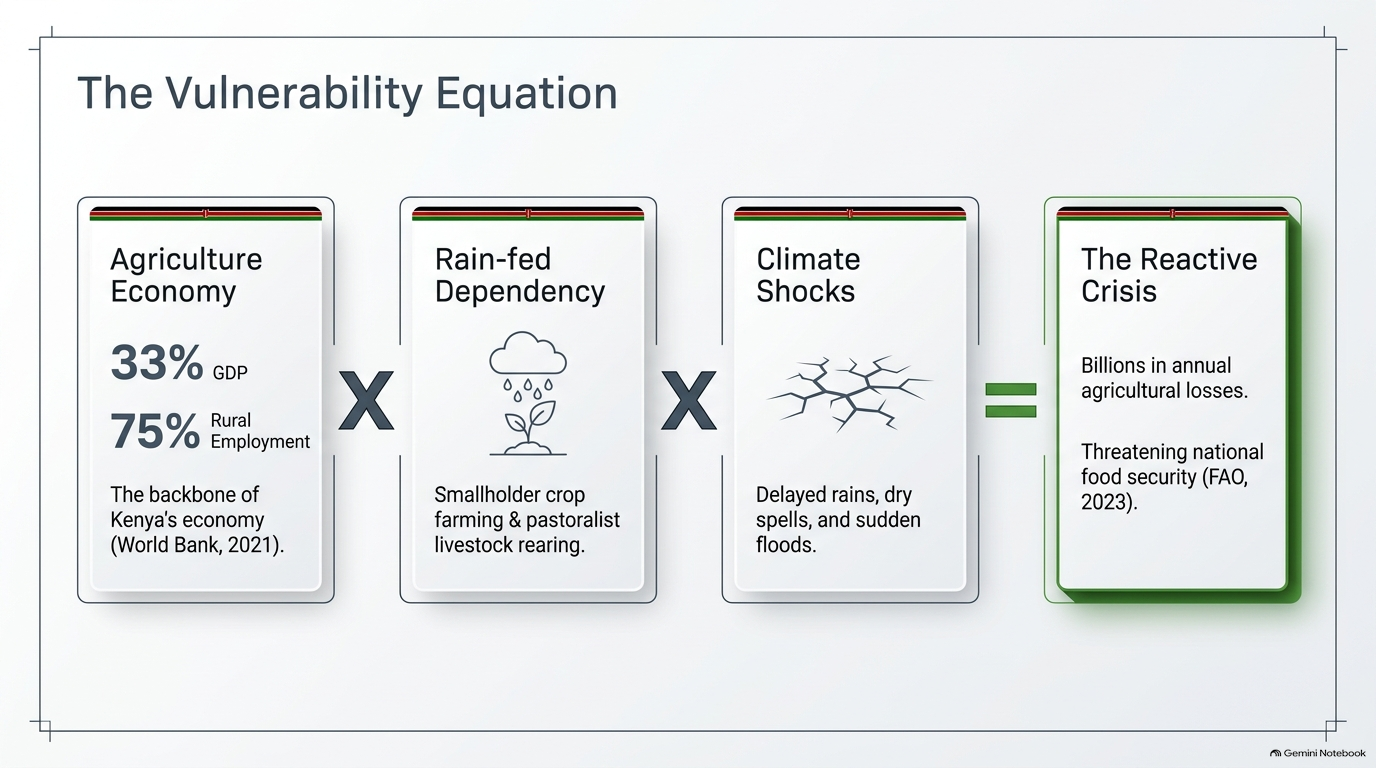 The Vulnerability Equation
Agriculture
Economy
33% GDP
75% Rural
Employment
The backbone of
Kenya's economy
(World Bank, 2021).
X
Rain-fed
Dependency
Smallholder crop
farming & pastoralist
livestock rearing.
X
Climate
Shocks
Delayed rains, dry
spells, and sudden
floods.
=
The Reactive
Crisis
Billions in annual
agricultural losses.
Threatening national
food security (FAO,
2023).
Gemini Notebook